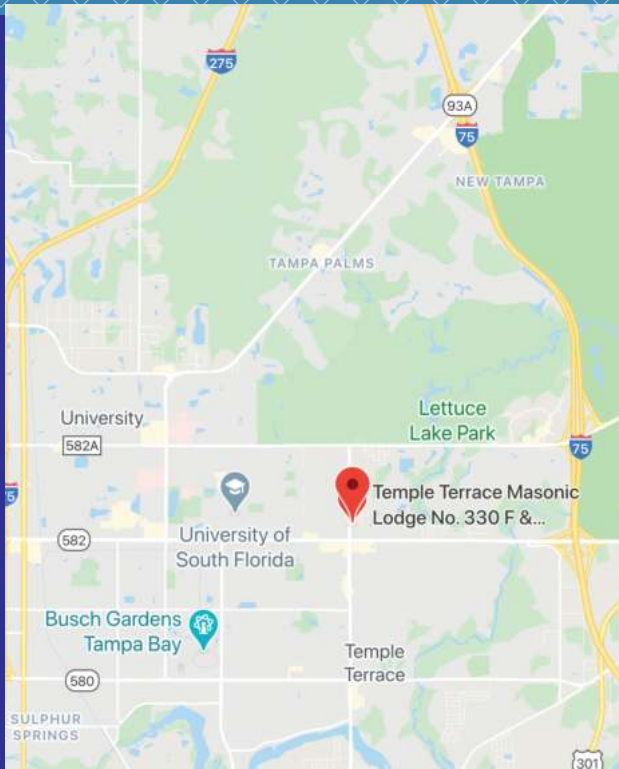 275
93A
75
NEW TAMPA
TAMPA PALMS
Lettuce
Lake Park
University
582A
75
Temple Terrace Masonic
Lodge No. 330 F &...
5
University of
South Florida
582
Busch Gardens
Tampa Bay
Temple
Terrace
580
SULPHUR
SPRINGS
301